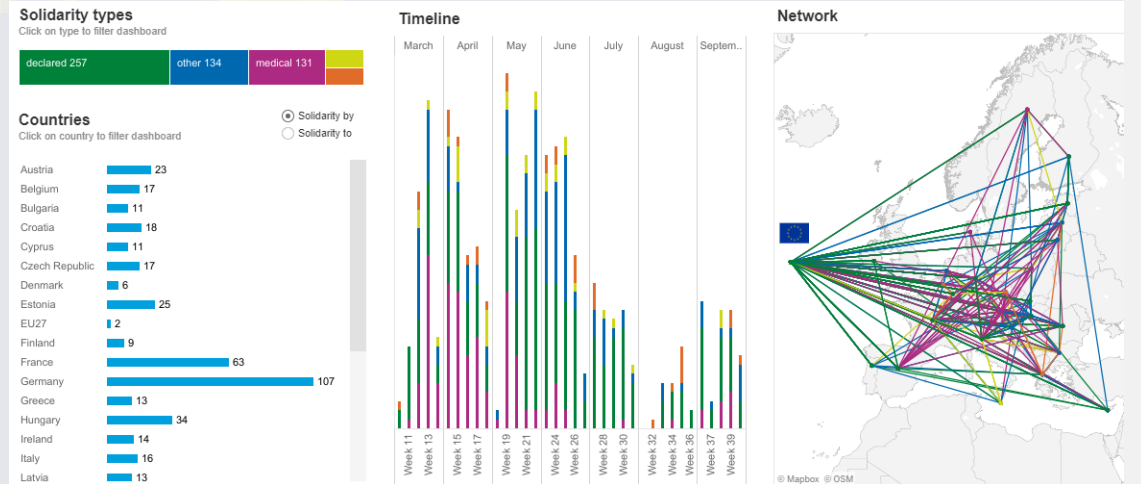 Solidarity types
Click on type to filter dashboard
declared 257
other 134
medical 131
Countries
Click on country to filter dashboard
Solidarity by
Solidarity to
Austria 23
Belgium 17
Bulgaria 11
Croatia 18
Cyprus 11
Czech Republic 17
Denmark 6
Estonia 25
EU27 2
Finland 9
France 63
Germany 107
Greece 13
Hungary 34
Ireland 14
Italy 16
Latvia 13
Timeline
March April May June July August Septem..
Week 11
Week 13
Week 15
Week 17
Week 19
Week 21
Week 24
Week 26
Week 28
Week 30
Week 32
Week 34
Week 36
Week 37
Week 39
Network
© Mapbox © OSM